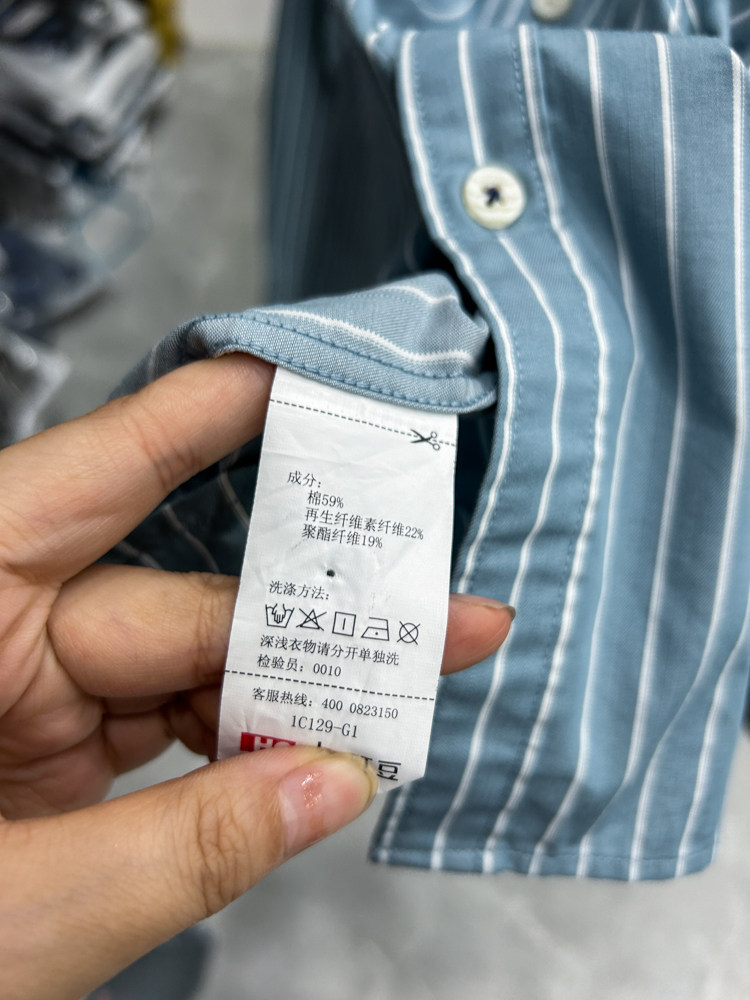 成分：
棉59%
再生纤维素纤维22%
聚酯纤维19%
洗涤方法：
深浅衣物请分开单独洗
检验员：0010
客服热线：400 0823150
1C129-G1
豆